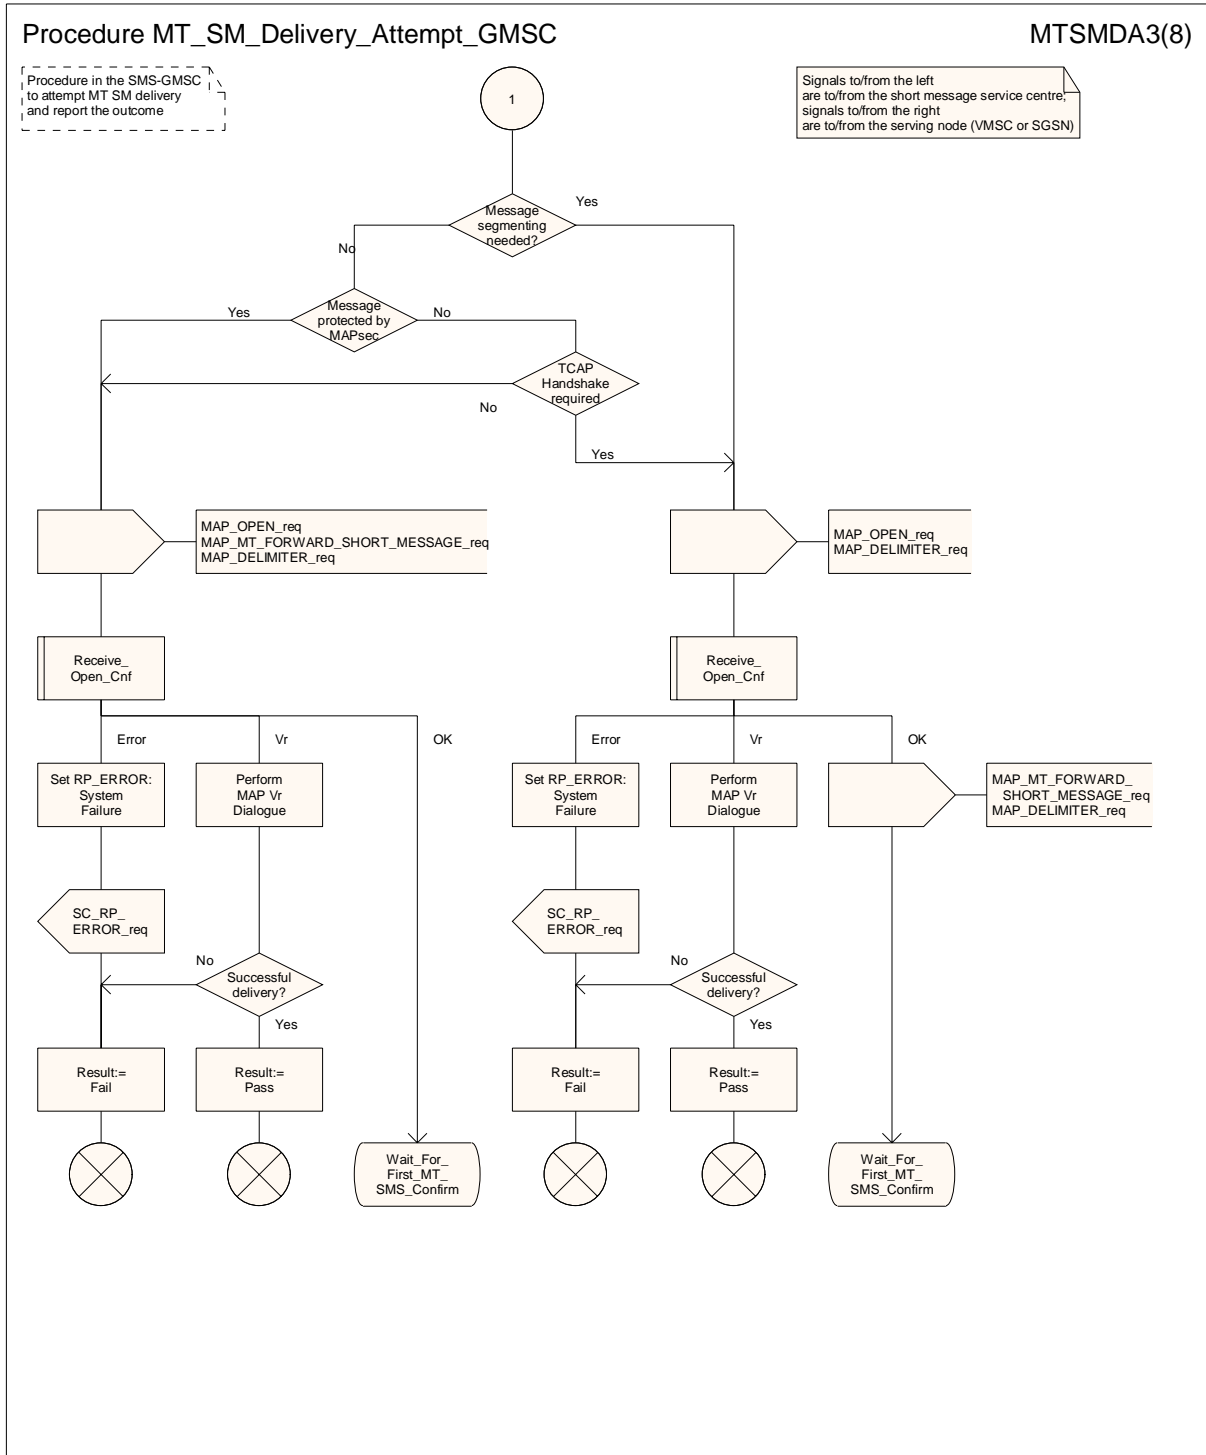 Procedure MT_SM_Delivery_Attempt_GMSC
MTSMDA3(8)
Procedure in the SMS-GMSC
to attempt MT SM delivery
and report the outcome
1
Signals to/from the left
are to/from the short message service centre;
signals to/from the right
are to/from the serving node (VMSC or SGSN)
Message
segmenting
needed?
Yes
No
Message
protected by
MAPsec
Yes
No
TCAP
Handshake
required
No
Yes
MAP_OPEN_req
MAP_MT_FORWARD_SHORT_MESSAGE_req
MAP_DELIMITER_req
MAP_OPEN_req
MAP_DELIMITER_req
Receive_
Open_Cnf
Receive_
Open_Cnf
Error
Vr
OK
Error
Vr
OK
Set RP_ERROR:
System
Failure
Perform
MAP Vr
Dialogue
Set RP_ERROR:
System
Failure
Perform
MAP Vr
Dialogue
MAP_MT_FORWARD_
SHORT_MESSAGE_req
MAP_DELIMITER_req
SC_RP_
ERROR_req
SC_RP_
ERROR_req
No
Successful
delivery?
Yes
No
Successful
delivery?
Yes
Result:=
Fail
Result:=
Pass
Result:=
Fail
Result:=
Pass
Wait_For_
First_MT_
SMS_Confirm
Wait_For_
First_MT_
SMS_Confirm